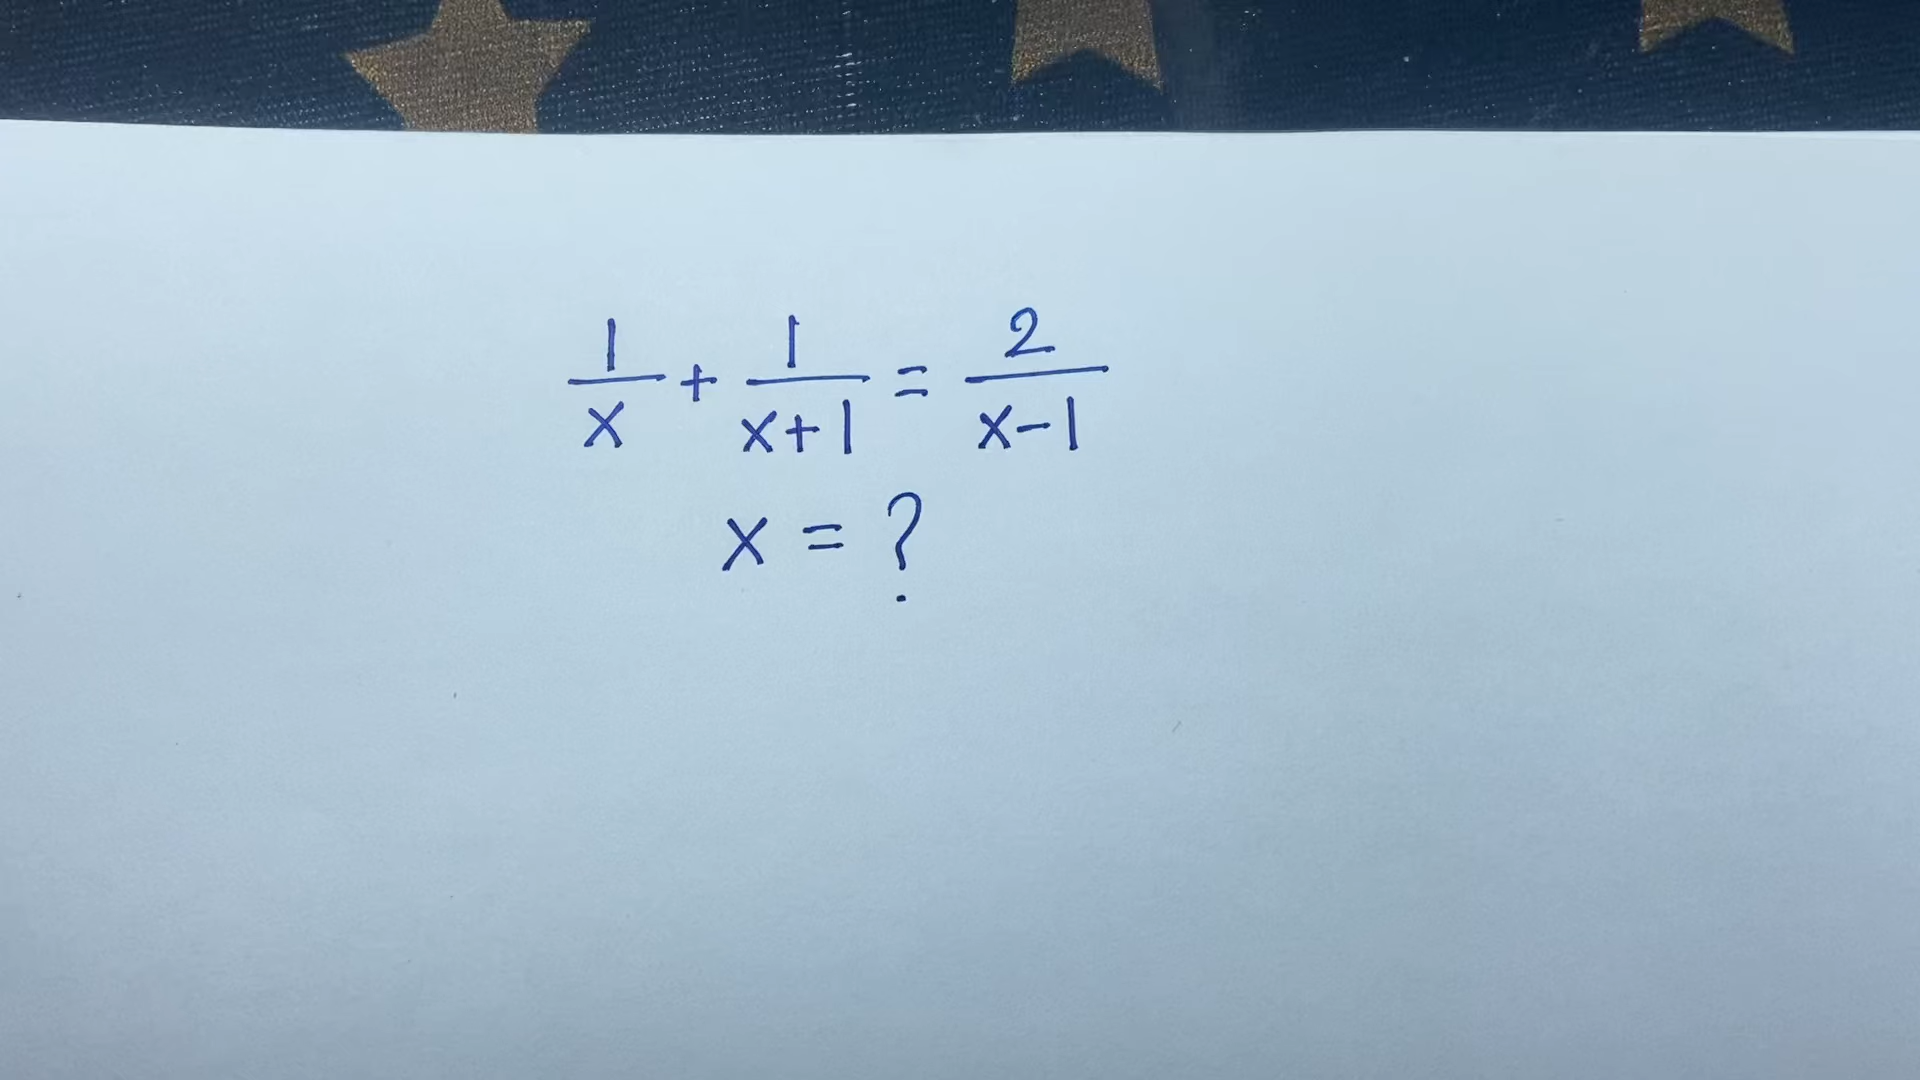 1/x + 1/(x+1) = 2/(x-1)
x = ?